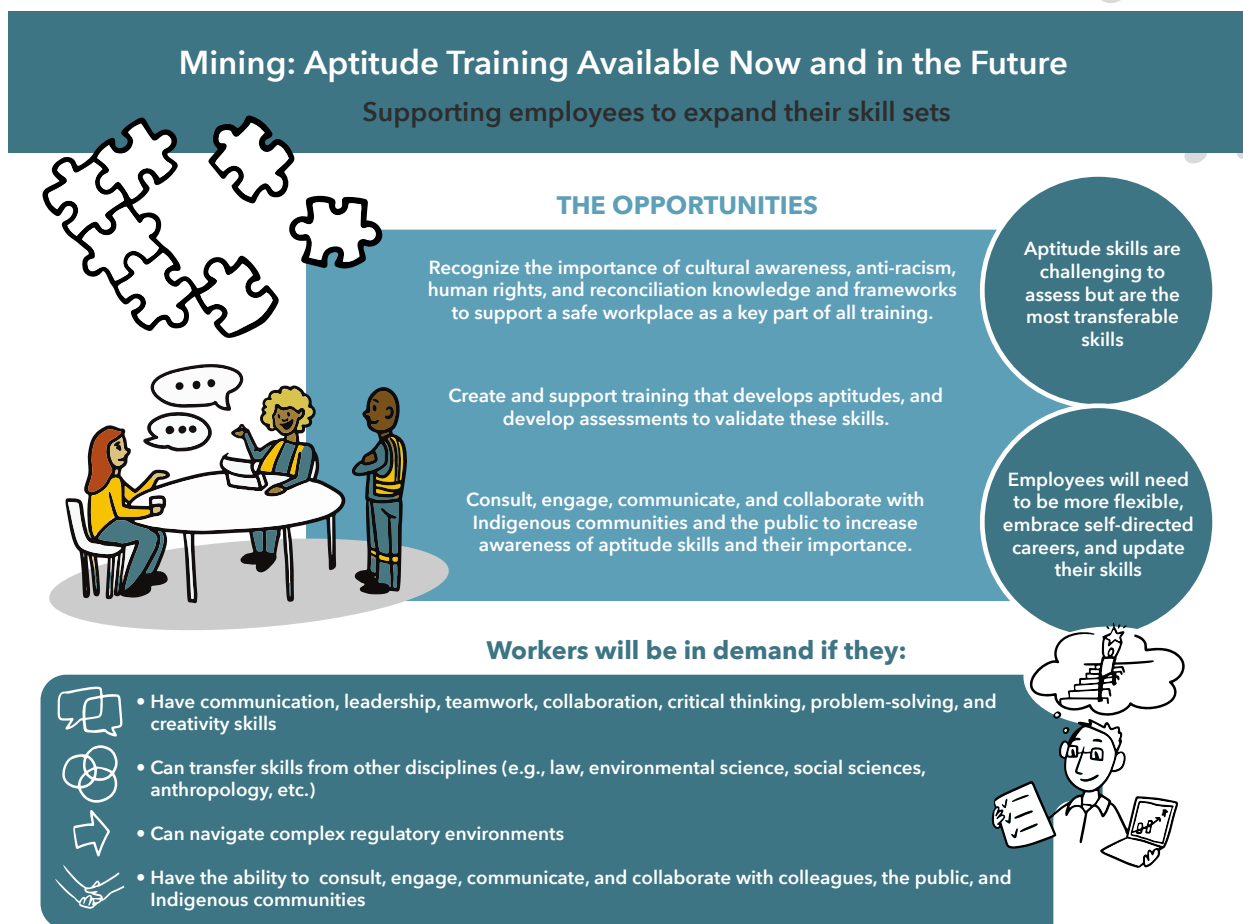 Mining: Aptitude Training Available Now and in the Future
Supporting employees to expand their skill sets
THE OPPORTUNITIES
Recognize the importance of cultural awareness, anti-racism,
human rights, and reconciliation knowledge and frameworks
to support a safe workplace as a key part of all training.
Create and support training that develops aptitudes, and
develop assessments to validate these skills.
Consult, engage, communicate, and collaborate with
Indigenous communities and the public to increase
awareness of aptitude skills and their importance.
Aptitude skills are
challenging to
assess but are the
most transferable
skills
Employees will need
to be more flexible,
embrace self-directed
careers, and update
their skills
Workers will be in demand if they:
• Have communication, leadership, teamwork, collaboration, critical thinking, problem-solving, and
creativity skills
• Can transfer skills from other disciplines (e.g., law, environmental science, social sciences,
anthropology, etc.)
• Can navigate complex regulatory environments
• Have the ability to  consult, engage, communicate, and collaborate with colleagues, the public, and
Indigenous communities